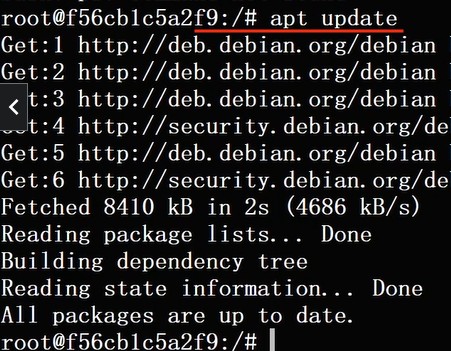 root@f56cb1c5a2f9:/# apt update
Get:1 http://deb.debian.org/debian
Get:2 http://deb.debian.org/debian
Get:3 http://deb.debian.org/debian
Get:4 http://security.debian.org/de
Get:5 http://deb.debian.org/debian
Get:6 http://security.debian.org/de
Fetched 8410 kB in 2s (4686 kB/s)
Reading package lists... Done
Building dependency tree
Reading state information... Done
All packages are up to date.
root@f56cb1c5a2f9:/#